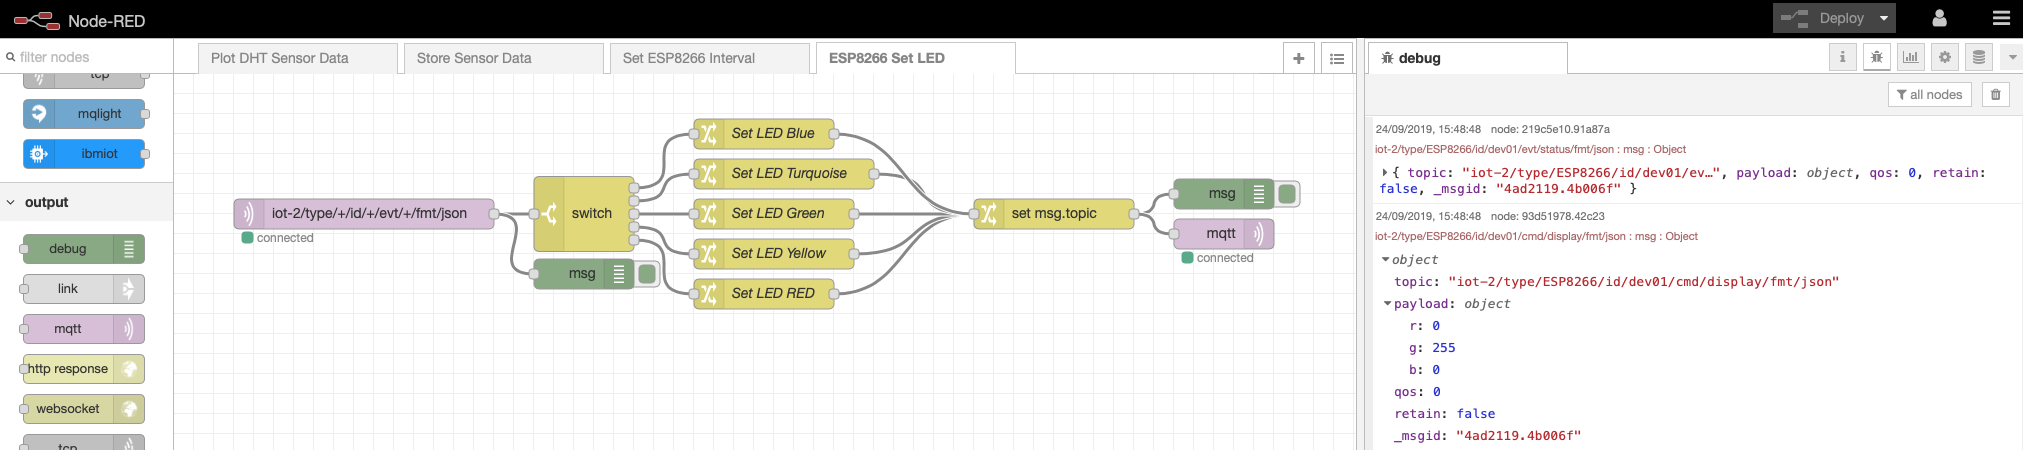 Node-RED
Deploy
filter nodes
Plot DHT Sensor Data
Store Sensor Data
Set ESP8266 Interval
ESP8266 Set LED
debug
tcp
mqlight
ibmiot
output
debug
link
mqtt
http response
websocket
tcp
iot-2/type/+/id/+/evt/+/fmt/json
connected
switch
msg
Set LED Blue
Set LED Turquoise
Set LED Green
Set LED Yellow
Set LED RED
set msg.topic
msg
mqtt
connected
all nodes
24/09/2019, 15:48:48 node: 219c5e10.91a87a
iot-2/type/ESP8266/id/dev01/evt/status/fmt/json : msg : Object
{ topic: "iot-2/type/ESP8266/id/dev01/ev…", payload: object, qos: 0, retain:
false, _msgid: "4ad2119.4b006f" }
24/09/2019, 15:48:48 node: 93d51978.42c23
iot-2/type/ESP8266/id/dev01/cmd/display/fmt/json : msg : Object
object
topic: "iot-2/type/ESP8266/id/dev01/cmd/display/fmt/json"
payload: object
r: 0
g: 255
b: 0
qos: 0
retain: false
_msgid: "4ad2119.4b006f"